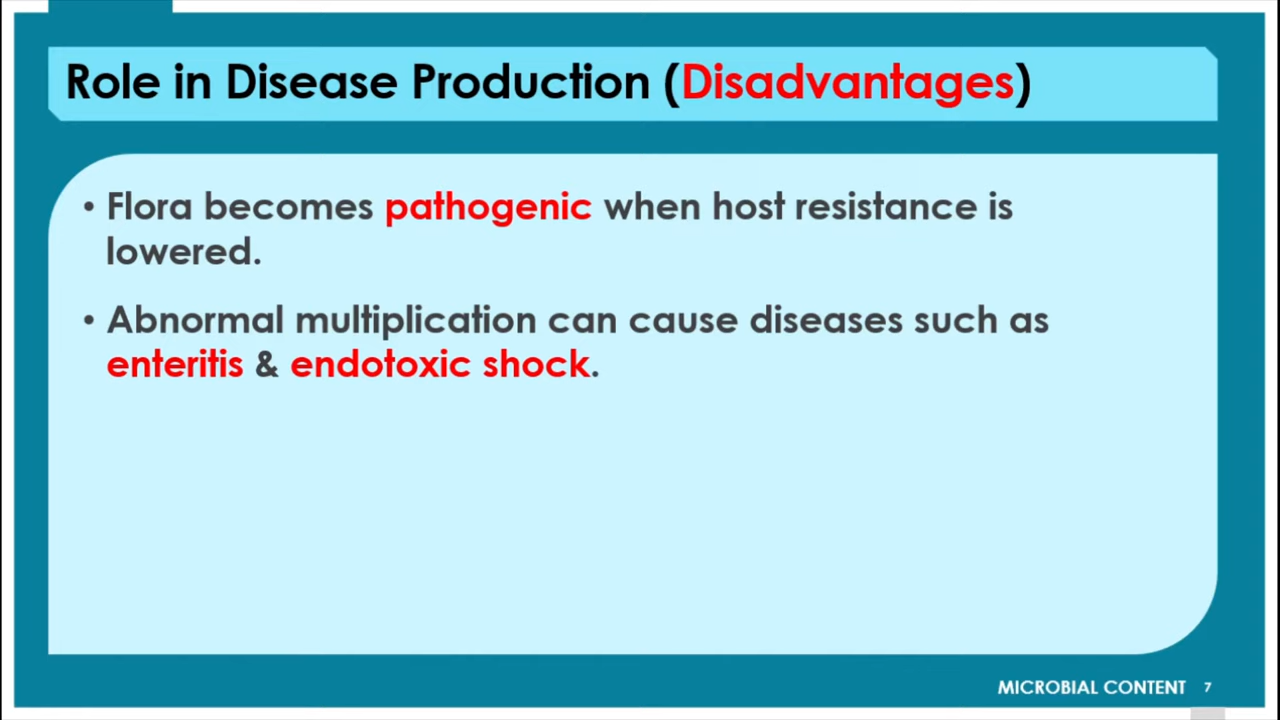 Role in Disease Production (Disadvantages)
• Flora becomes pathogenic when host resistance is
lowered.
• Abnormal multiplication can cause diseases such as
enteritis & endotoxic shock.
MICROBIAL CONTENT 7